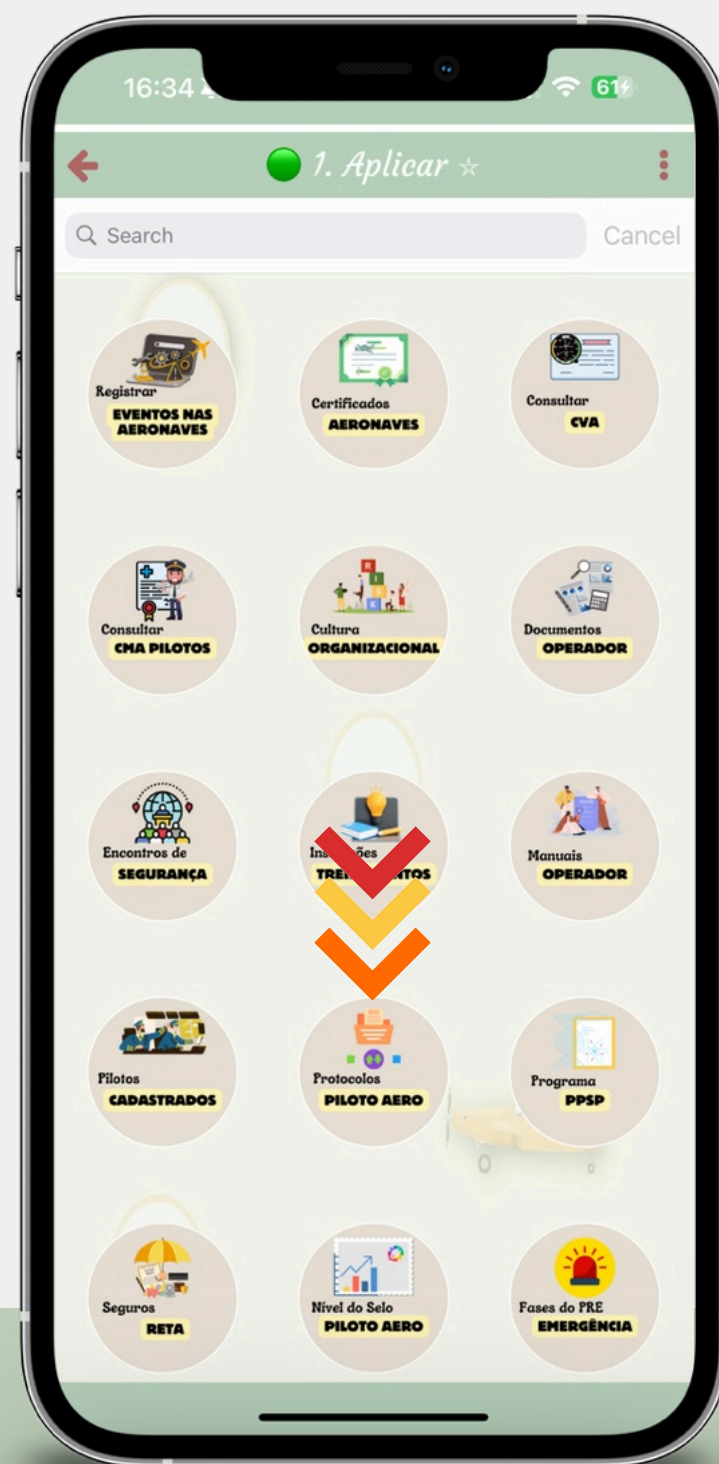 16:34
61
1. Aplicar
Search
Cancel
Registrar
EVENTOS NAS
AERONAVES
Certificados
AERONAVES
Consultar
CVA
Consultar
CMA PILOTOS
R I S K
Cultura
ORGANIZACIONAL
Documentos
OPERADOR
Encontros de
SEGURANÇA
Manuais
OPERADOR
Pilotos
CADASTRADOS
Protocolos
PILOTO AERO
Programa
PPSP
Seguros
RETA
Nível do Selo
PILOTO AERO
Fases do PRE
EMERGÊNCIA